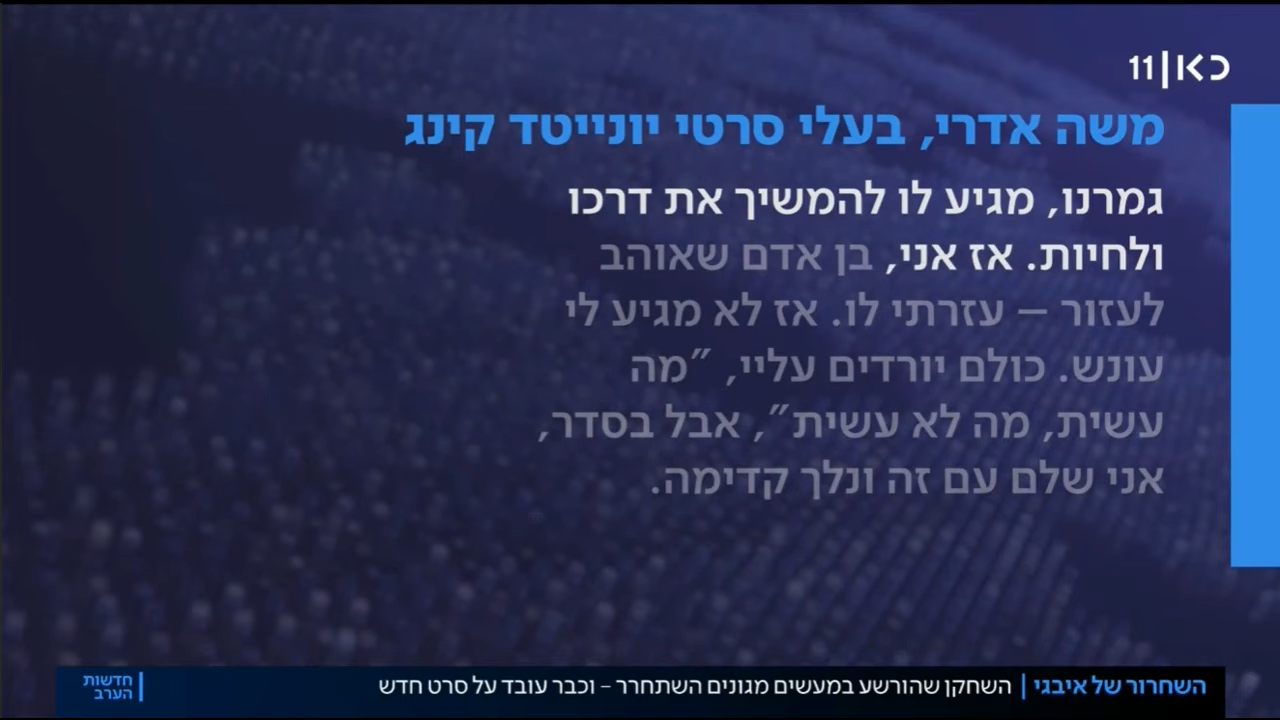 כאן 11
משה אדרי, בעלי סרטי יונייטד קינג
גמרנו, מגיע לו להמשיך את דרכו
ולחיות. אז אני, בן אדם שאוהב
לעזור – עזרתי לו. אז לא מגיע לי
עונש. כולם יורדים עליי, "מה
עשית, מה לא עשית", אבל בסדר,
אני שלם עם זה ונלך קדימה.
השחרור של איבגי | השחקן שהורשע במעשים מגונים השתחרר – וכבר עובד על סרט חדש
חדשות
הערב